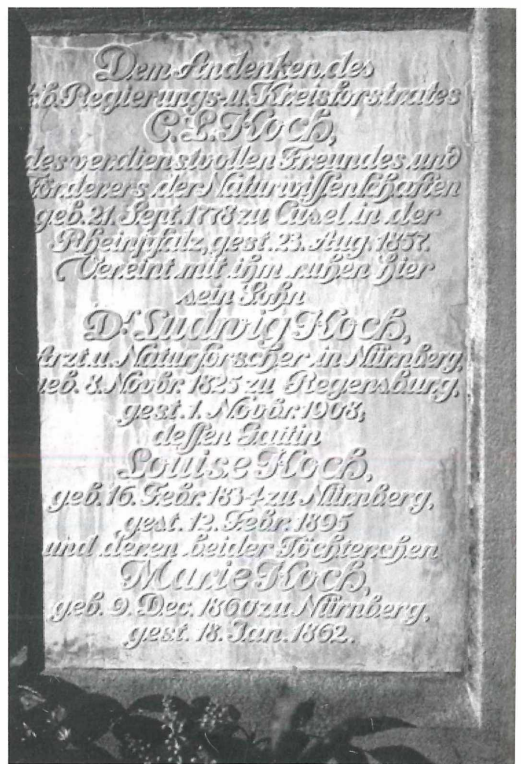 Dem Andenken des
k.b. Regierungs- u. Kreisforstrates
C. L. Koch,
des verdienstvollen Freundes und
Förderers der Naturwissenschaften
geb. 21. Sept. 1778 zu Cusel in der
Rheinpfalz, gest. 23. Aug. 1857.
Vereint mit ihm ruhen hier
sein Sohn
Dr. Ludwig Koch,
Arzt u. Naturforscher in Nürnberg,
geb. 8. Novbr. 1825 zu Regensburg,
gest. 1. Novbr. 1908,
dessen Gattin
Louise Koch,
geb. 16. Febr. 1834 zu Nürnberg,
gest. 12. Febr. 1895
und deren beider Töchterchen
Marie Koch,
geb. 9. Dec. 1860 zu Nürnberg,
gest. 18. Jan. 1862.